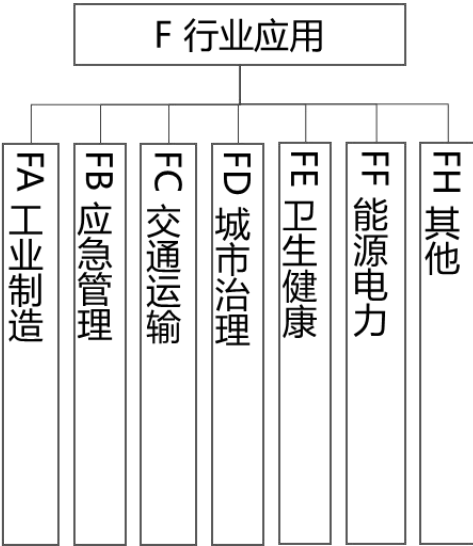 F 行业应用
FA 工业制造
FB 应急管理
FC 交通运输
FD 城市治理
FE 卫生健康
FF 能源电力
FH 其他